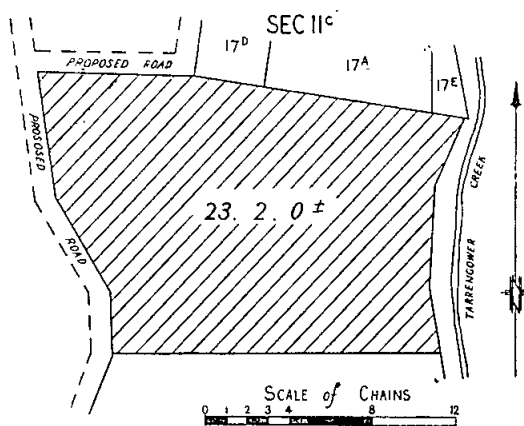 SEC 11ᶜ
17ᴰ
17ᴬ
17ᴱ
PROPOSED ROAD
PROPOSED
ROAD
23. 2. 0 ±
CREEK
TARRENGOWER
SCALE of CHAINS
0 1 2 3 4 8 12